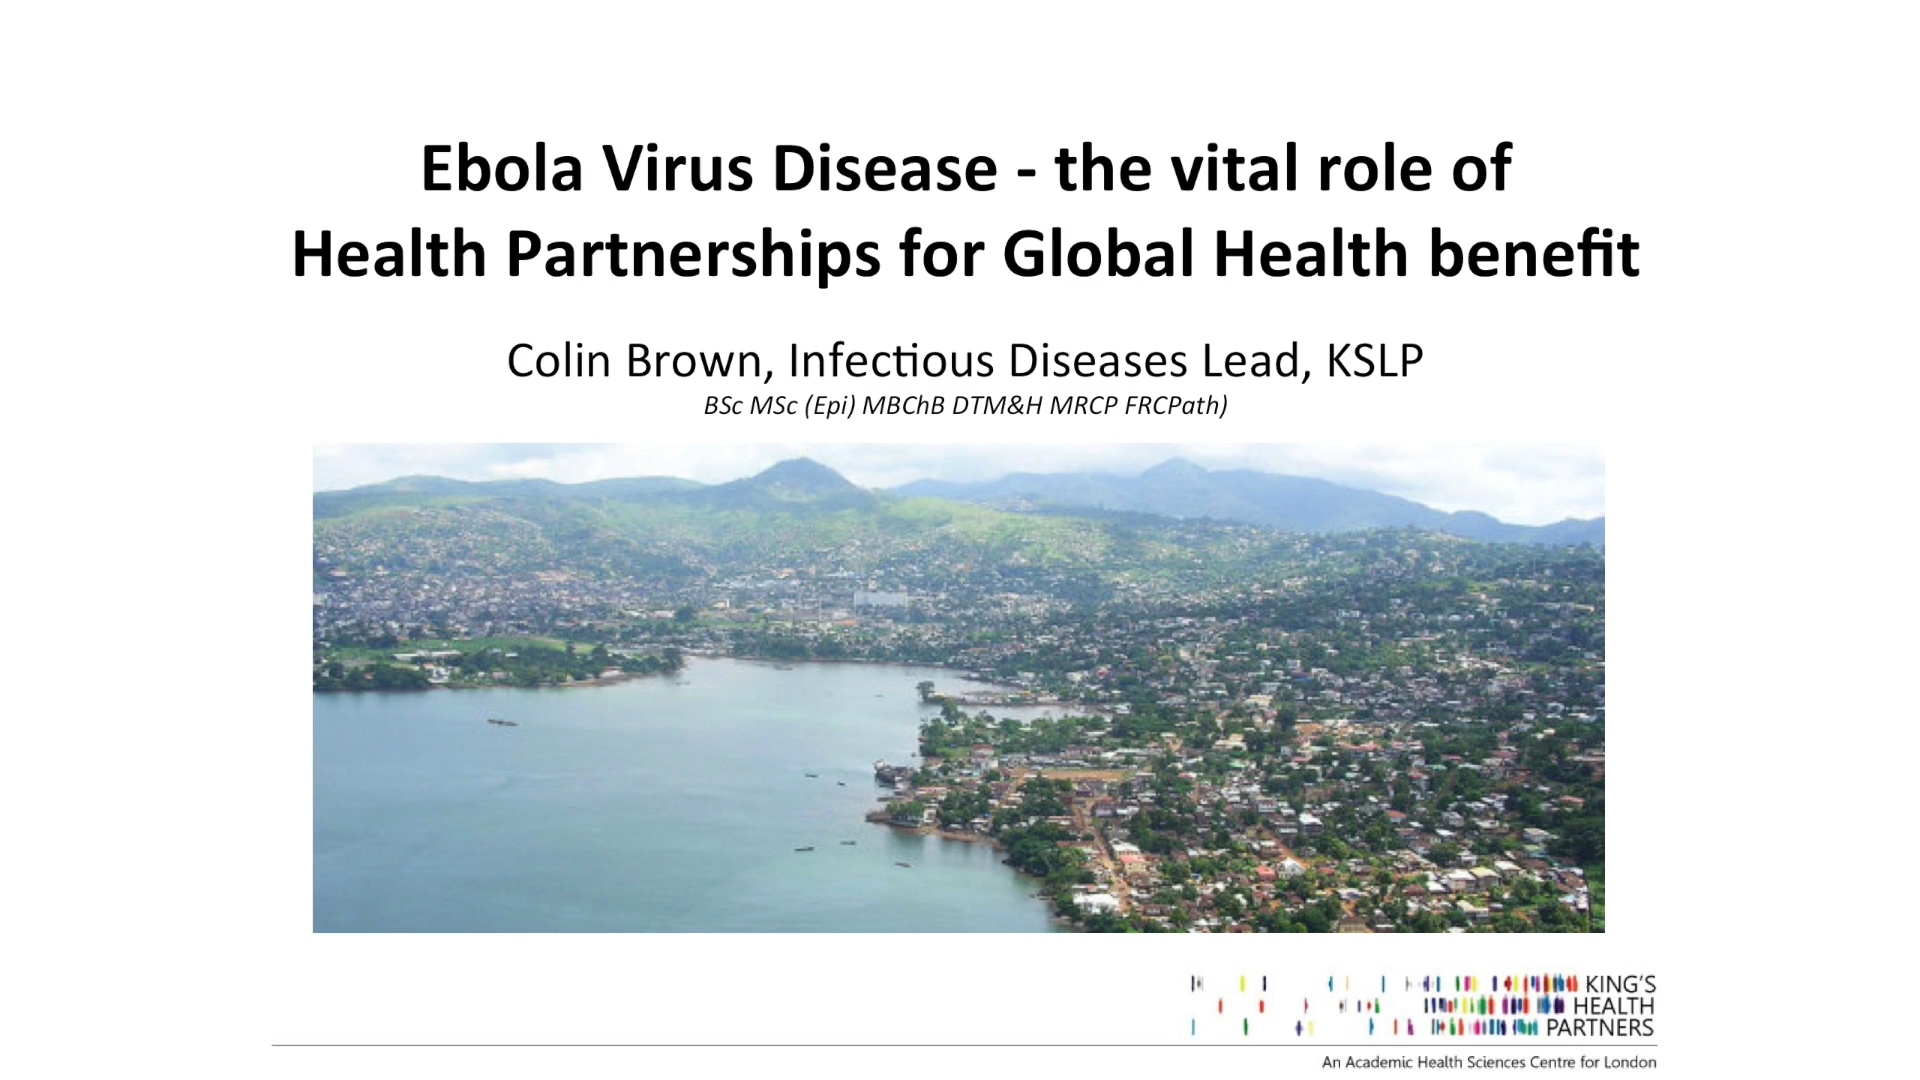 Ebola Virus Disease - the vital role of
Health Partnerships for Global Health benefit
Colin Brown, Infectious Diseases Lead, KSLP
BSc MSc (Epi) MBChB DTM&H MRCP FRCPath)
KING'S
HEALTH
PARTNERS
An Academic Health Sciences Centre for London